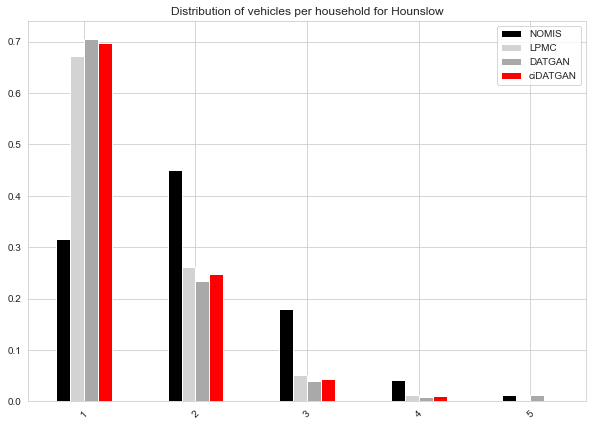 Distribution of vehicles per household for Hounslow
NOMIS
LPMC
DATGAN
ciDATGAN
0.7
0.6
0.5
0.4
0.3
0.2
0.1
0.0
1
2
3
4
5